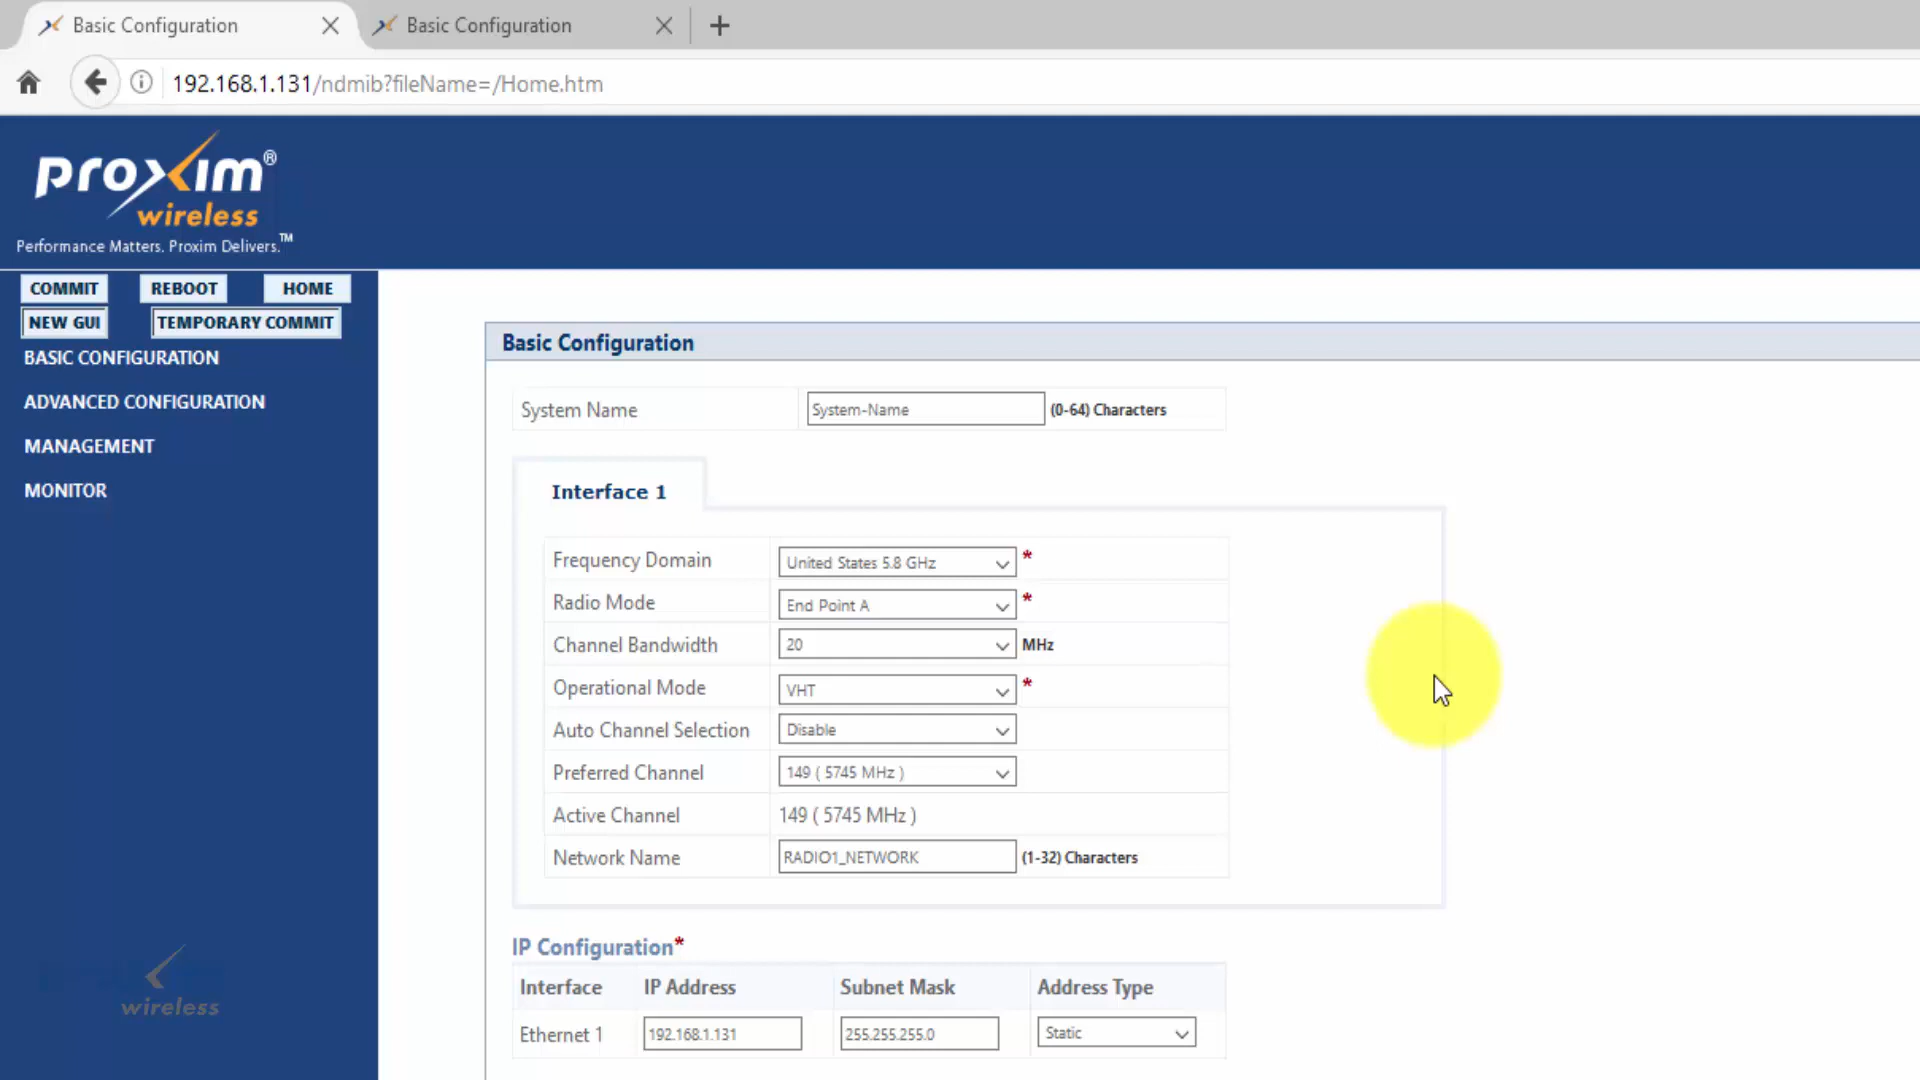 Basic Configuration
Basic Configuration
192.168.1.131/ndmib?fileName=/Home.htm
proxim®
wireless
Performance Matters. Proxim Delivers.™
COMMIT REBOOT HOME
NEW GUI TEMPORARY COMMIT
BASIC CONFIGURATION
ADVANCED CONFIGURATION
MANAGEMENT
MONITOR
Basic Configuration
System Name System-Name (0-64) Characters
Interface 1
Frequency Domain United States 5.8 GHz *
Radio Mode End Point A *
Channel Bandwidth 20 MHz
Operational Mode VHT *
Auto Channel Selection Disable
Preferred Channel 149 ( 5745 MHz )
Active Channel 149 ( 5745 MHz )
Network Name RADIO1_NETWORK (1-32) Characters
IP Configuration*
Interface IP Address Subnet Mask Address Type
Ethernet 1 192.168.1.131 255.255.255.0 Static
wireless